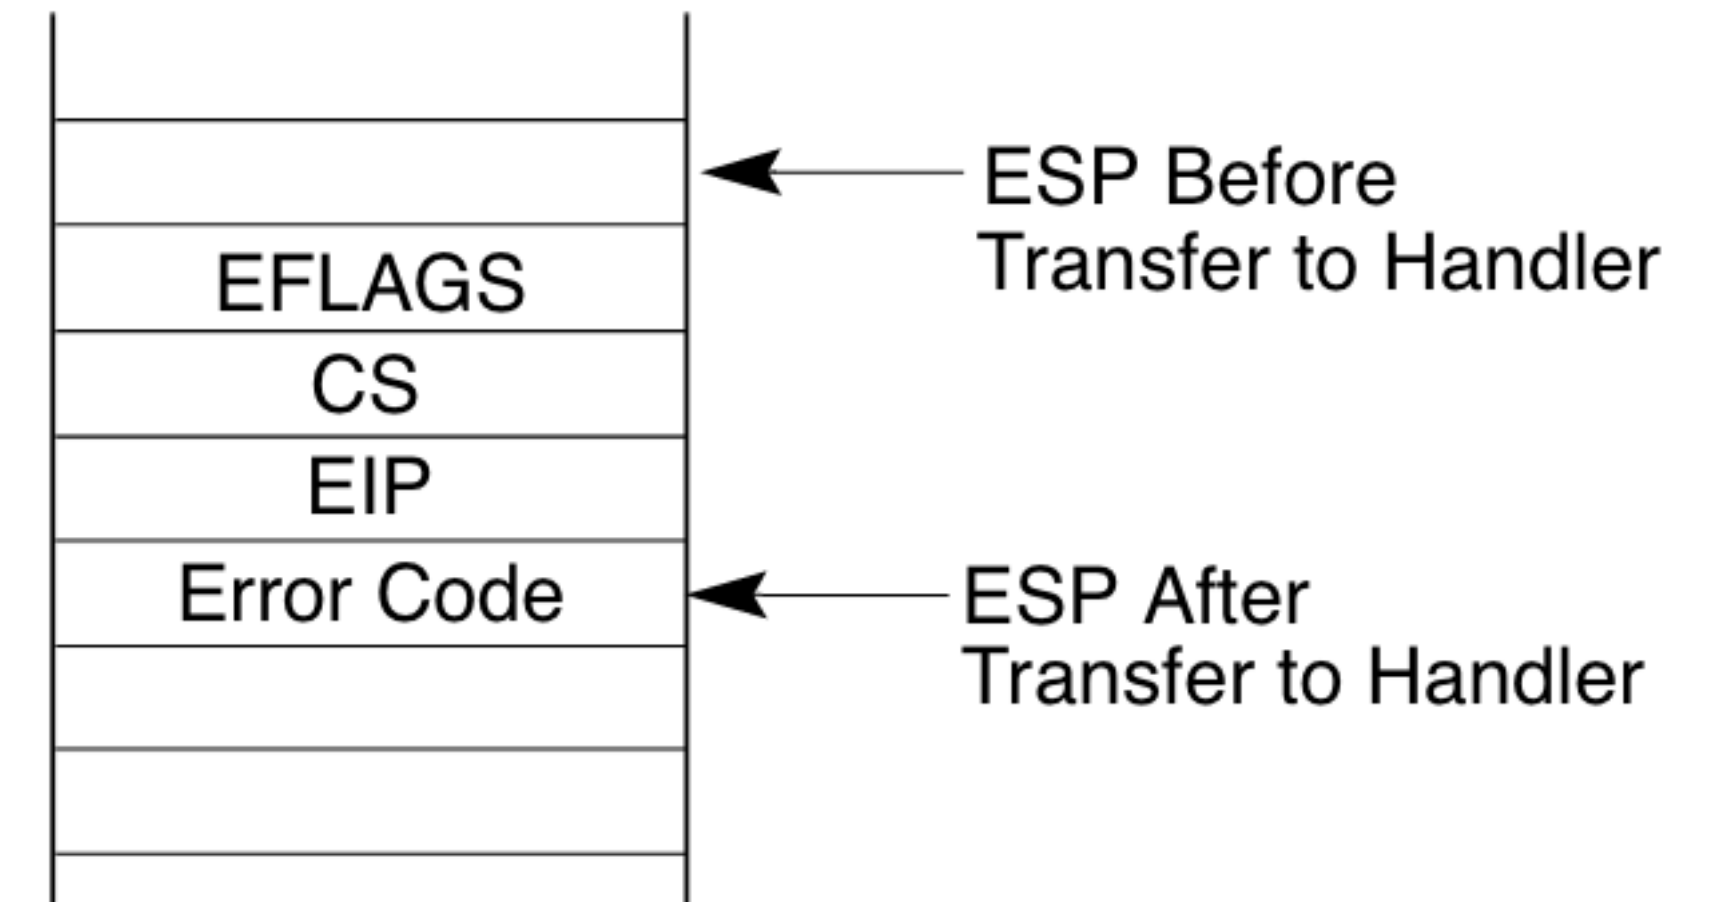 ESP Before
Transfer to Handler
EFLAGS
CS
EIP
Error Code
ESP After
Transfer to Handler